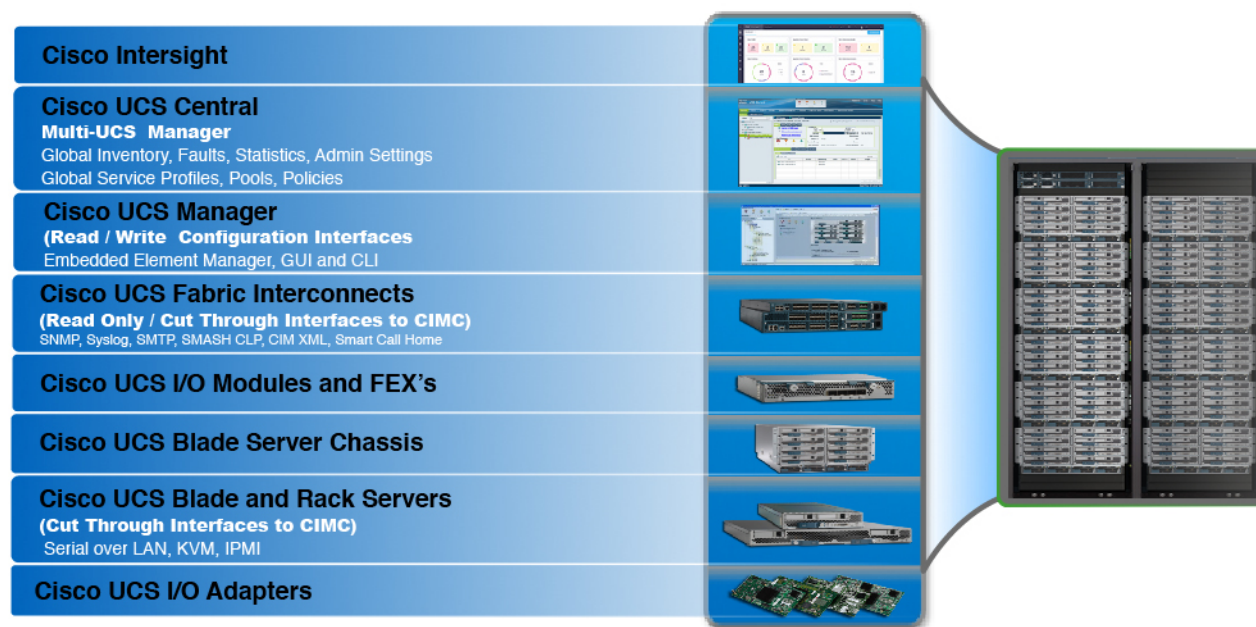 Cisco Intersight
Cisco UCS Central
Multi-UCS Manager
Global Inventory, Faults, Statistics, Admin Settings
Global Service Profiles, Pools, Policies
Cisco UCS Manager
(Read / Write Configuration Interfaces
Embedded Element Manager, GUI and CLI
Cisco UCS Fabric Interconnects
(Read Only / Cut Through Interfaces to CIMC)
SNMP, Syslog, SMTP, SMASH CLP, CIM XML, Smart Call Home
Cisco UCS I/O Modules and FEX's
Cisco UCS Blade Server Chassis
Cisco UCS Blade and Rack Servers
(Cut Through Interfaces to CIMC)
Serial over LAN, KVM, IPMI
Cisco UCS I/O Adapters